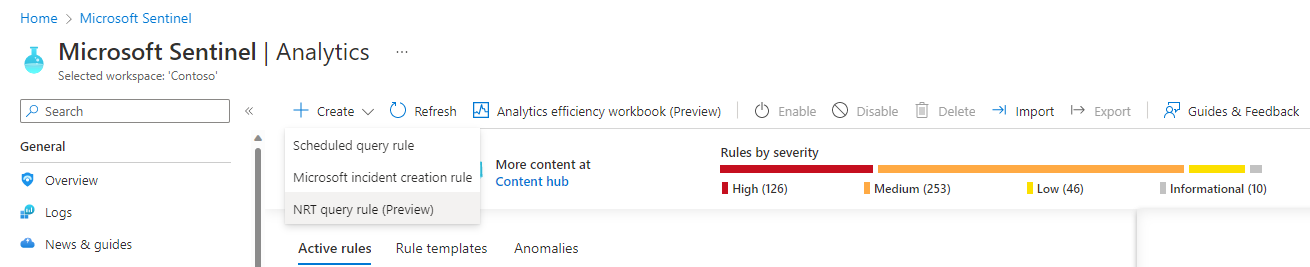 Home > Microsoft Sentinel
Microsoft Sentinel | Analytics ...
Selected workspace: 'Contoso'
Search «
+ Create Refresh Analytics efficiency workbook (Preview) Enable Disable Delete Import Export Guides & Feedback
General
Overview
Logs
News & guides
Scheduled query rule
Microsoft incident creation rule
NRT query rule (Preview)
More content at
Content hub
Rules by severity
High (126) Medium (253) Low (46) Informational (10)
Active rules Rule templates Anomalies